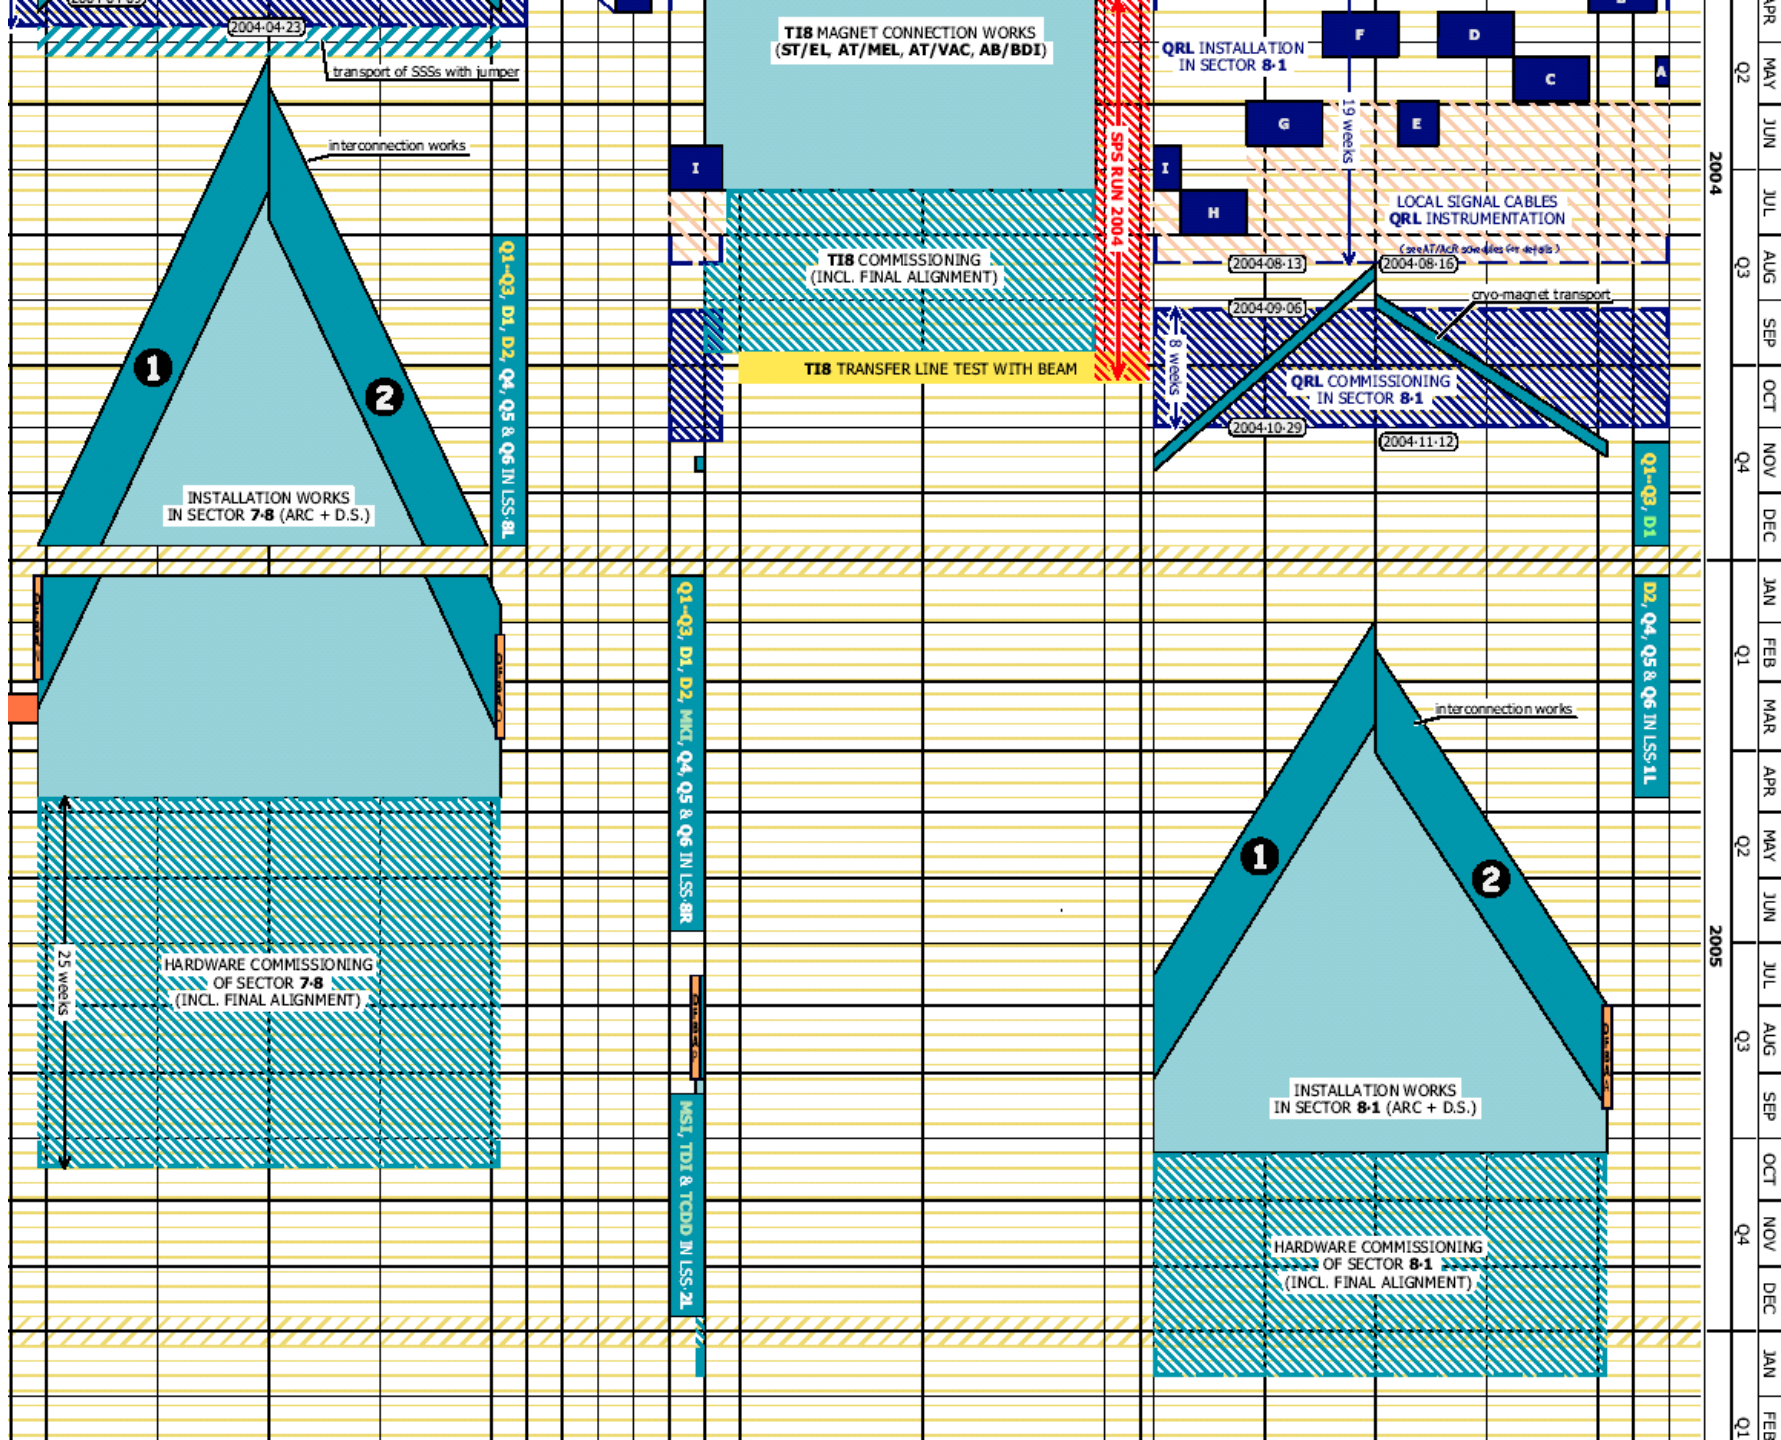 2004·04·23
transport of SSSs with jumper
interconnection works
1
2
INSTALLATION WORKS
IN SECTOR 7·8 (ARC + D.S.)
Q1–Q3, D1, D2, Q4, Q5 & Q6 IN LSS·8L
25 weeks
HARDWARE COMMISSIONING
OF SECTOR 7·8
(INCL. FINAL ALIGNMENT)
TI8 MAGNET CONNECTION WORKS
(ST/EL, AT/MEL, AT/VAC, AB/BDI)
I
TI8 COMMISSIONING
(INCL. FINAL ALIGNMENT)
TI8 TRANSFER LINE TEST WITH BEAM
SPS RUN 2004
Q1–Q3, D1, D2, MKI, Q4, Q5 & Q6 IN LSS·8R
MSI, TDI & TCDD IN LSS·2L
QRL INSTALLATION
IN SECTOR 8·1
F
D
C
A
G
E
I
H
19 weeks
LOCAL SIGNAL CABLES
QRL INSTRUMENTATION
(see AT/ACR schedules for details)
2004·08·13
2004·08·16
2004·09·06
cryo-magnet transport
8 weeks
QRL COMMISSIONING
IN SECTOR 8·1
2004·10·29
2004·11·12
Q1–Q3, D1
D2, Q4, Q5 & Q6 IN LSS·1L
interconnection works
1
2
INSTALLATION WORKS
IN SECTOR 8·1 (ARC + D.S.)
HARDWARE COMMISSIONING
OF SECTOR 8·1
(INCL. FINAL ALIGNMENT)
2004
2005
Q2
Q3
Q4
Q1
Q2
Q3
Q4
Q1
APR
MAY
JUN
JUL
AUG
SEP
OCT
NOV
DEC
JAN
FEB
MAR
APR
MAY
JUN
JUL
AUG
SEP
OCT
NOV
DEC
JAN
FEB